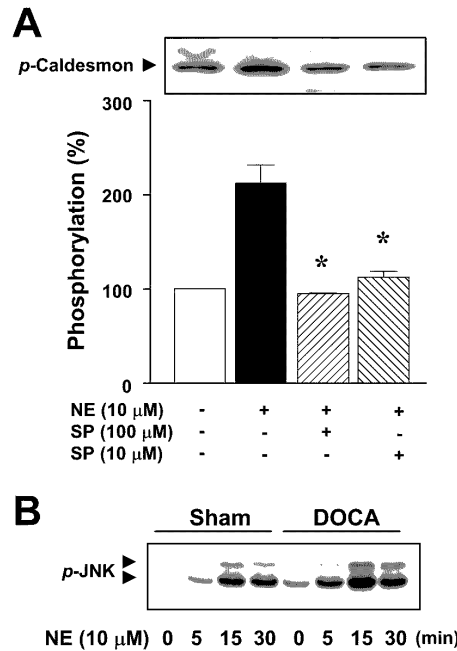 A
p-Caldesmon
300
200
100
0
Phosphorylation (%)
*
*
NE (10 μM) - + + +
SP (100 μM) - - + -
SP (10 μM) - - - +
B
Sham DOCA
p-JNK
NE (10 μM) 0 5 15 30 0 5 15 30 (min)